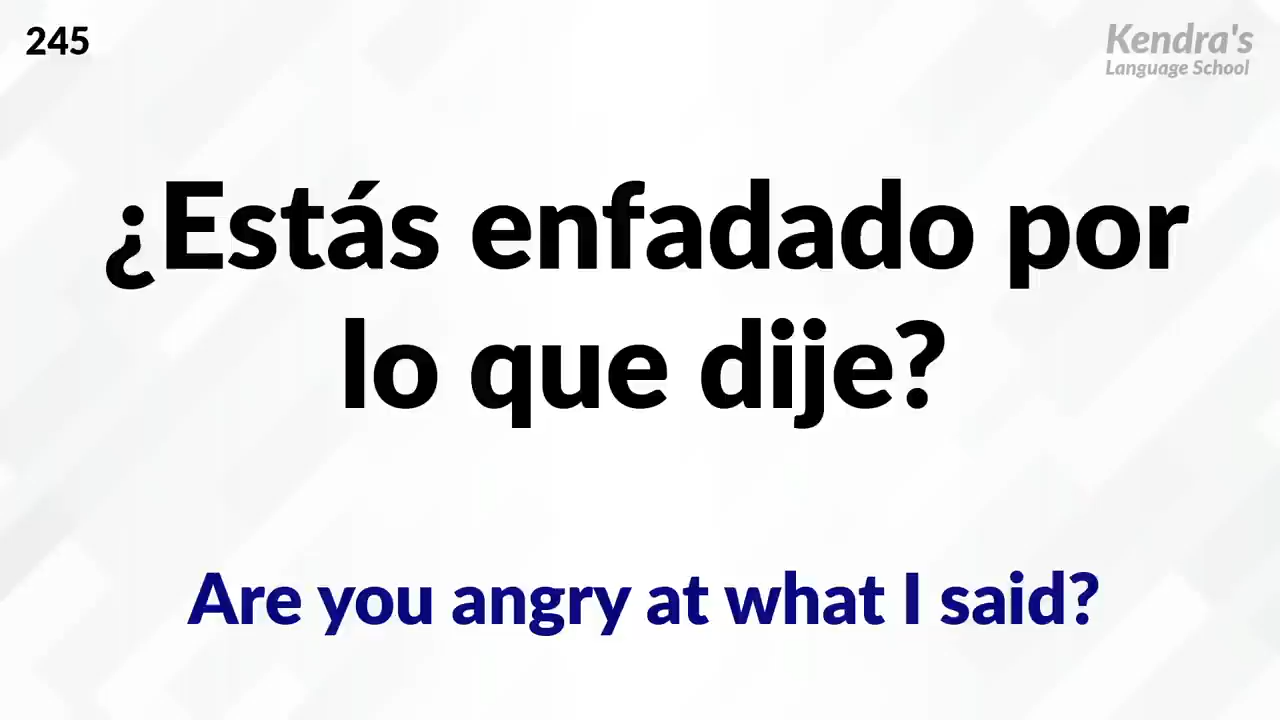 245
Kendra's
Language School
¿Estás enfadado por
lo que dije?
Are you angry at what I said?